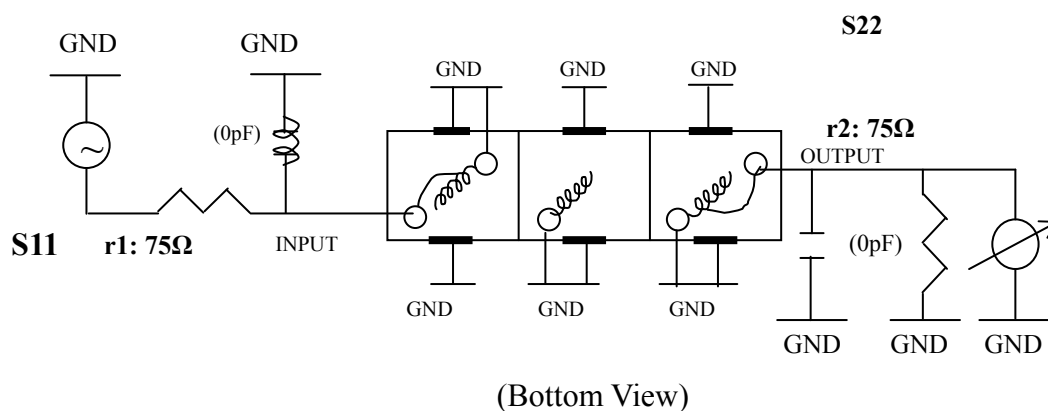 S22
GND
GND
GND
GND
GND
(0pF)
~
r2: 75Ω
OUTPUT
S11
r1: 75Ω
INPUT
(0pF)
GND
GND
GND
GND
GND
GND
(Bottom View)